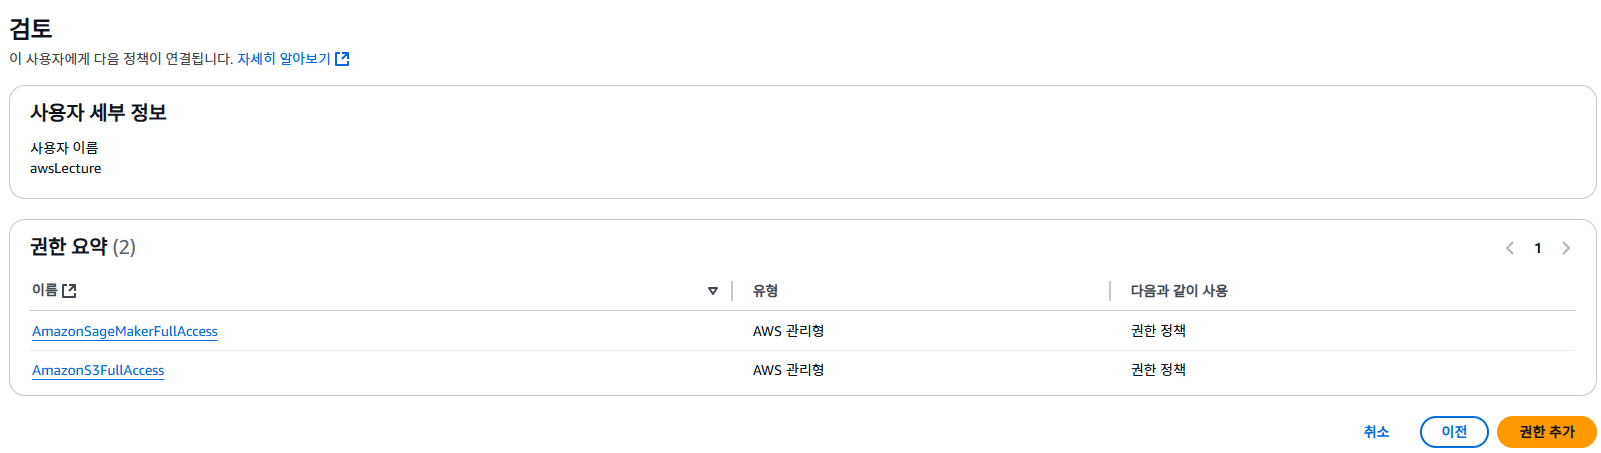 검토
이 사용자에게 다음 정책이 연결됩니다. 자세히 알아보기
사용자 세부 정보
사용자 이름
awsLecture
권한 요약 (2)
1
이름 유형 다음과 같이 사용
AmazonSageMakerFullAccess AWS 관리형 권한 정책
AmazonS3FullAccess AWS 관리형 권한 정책
취소 이전 권한 추가